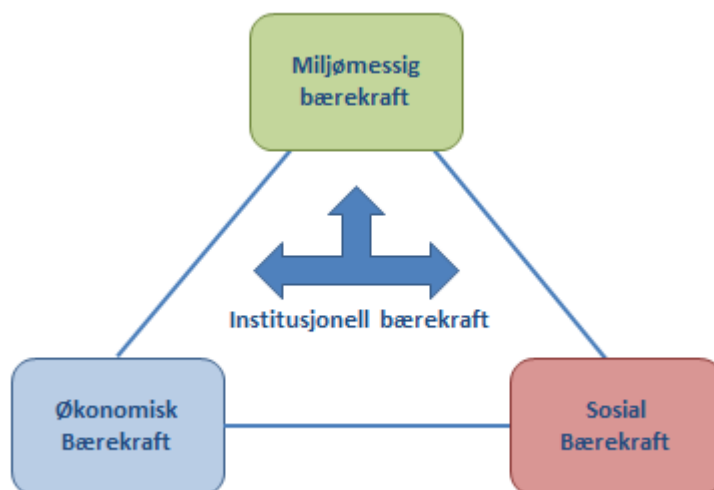 Miljømessig
bærekraft
Institusjonell bærekraft
Økonomisk
Bærekraft
Sosial
Bærekraft